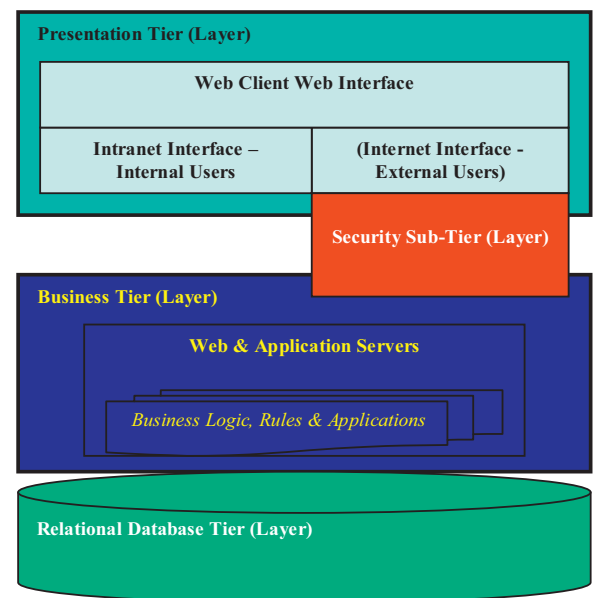 Presentation Tier (Layer)
Web Client Web Interface
Intranet Interface –
Internal Users
(Internet Interface -
External Users)
Security Sub-Tier (Layer)
Business Tier (Layer)
Web & Application Servers
Business Logic, Rules & Applications
Relational Database Tier (Layer)